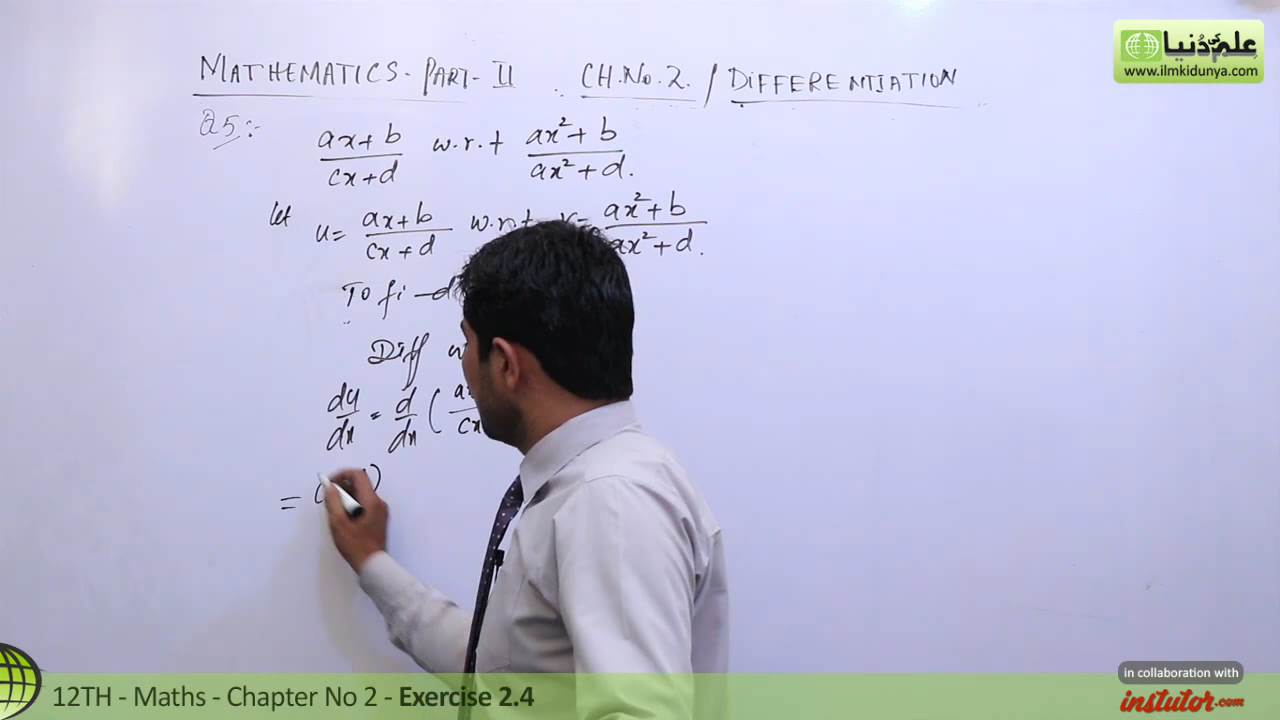 علم کی دُنیا
www.ilmkidunya.com
MATHEMATICS. PART-II CH.No.2. / DIFFERENTIATION
Q5:-
ax+b/cx+d w.r.t ax²+b/ax²+d.
let u= ax+b/cx+d w.r.t v= ax²+b/ax²+d.
To fi-d
Diff w
dy/dx = d/dx (
=
12TH - Maths - Chapter No 2 - Exercise 2.4
in collaboration with
instutor.com